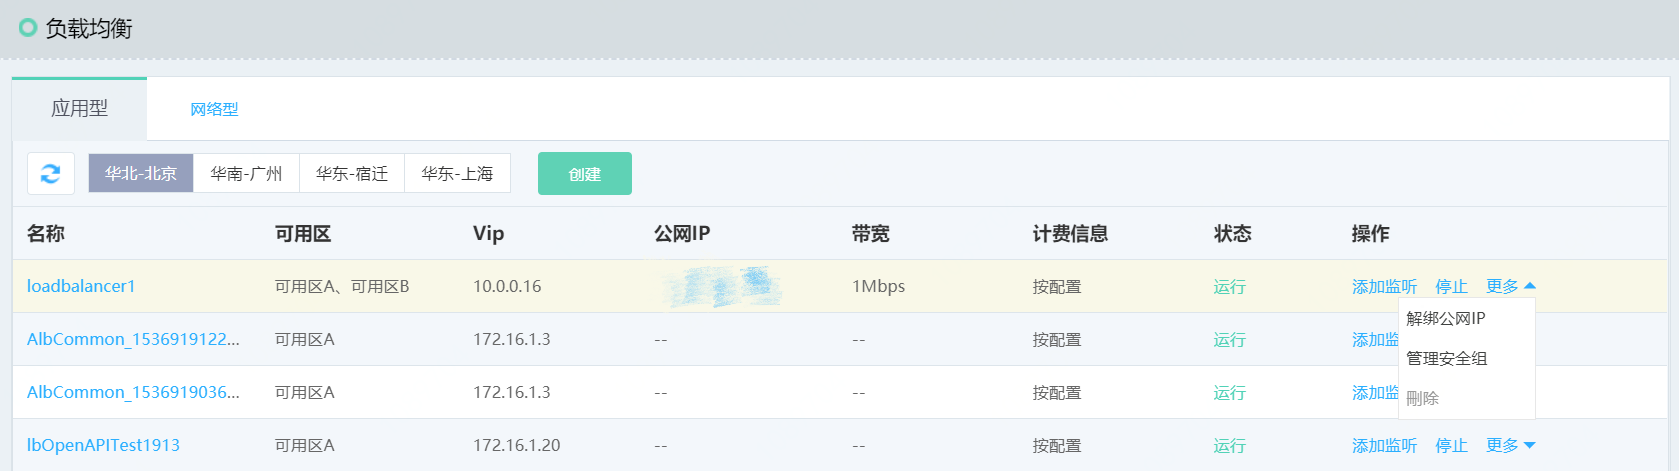 负载均衡
应用型 网络型
华北-北京 华南-广州 华东-宿迁 华东-上海 创建
名称 可用区 Vip 公网IP 带宽 计费信息 状态 操作
loadbalancer1 可用区A、可用区B 10.0.0.16 1Mbps 按配置 运行 添加监听 停止 更多
解绑公网IP
AlbCommon_1536919122... 可用区A 172.16.1.3 -- -- 按配置 运行 添加监
管理安全组
AlbCommon_1536919036... 可用区A 172.16.1.3 -- -- 按配置 运行 添加监
刪除
lbOpenAPITest1913 可用区A 172.16.1.20 -- -- 按配置 运行 添加监听 停止 更多